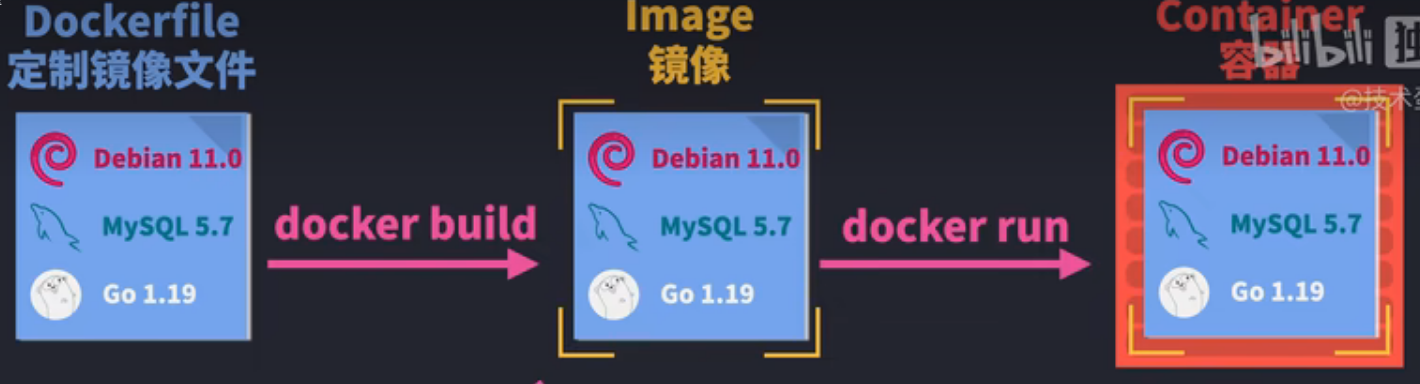 Dockerfile
定制镜像文件
Debian 11.0
MySQL 5.7
Go 1.19
docker build
Image
镜像
Debian 11.0
MySQL 5.7
Go 1.19
docker run
Container
容器
bilibili
@技术
Debian 11.0
MySQL 5.7
Go 1.19